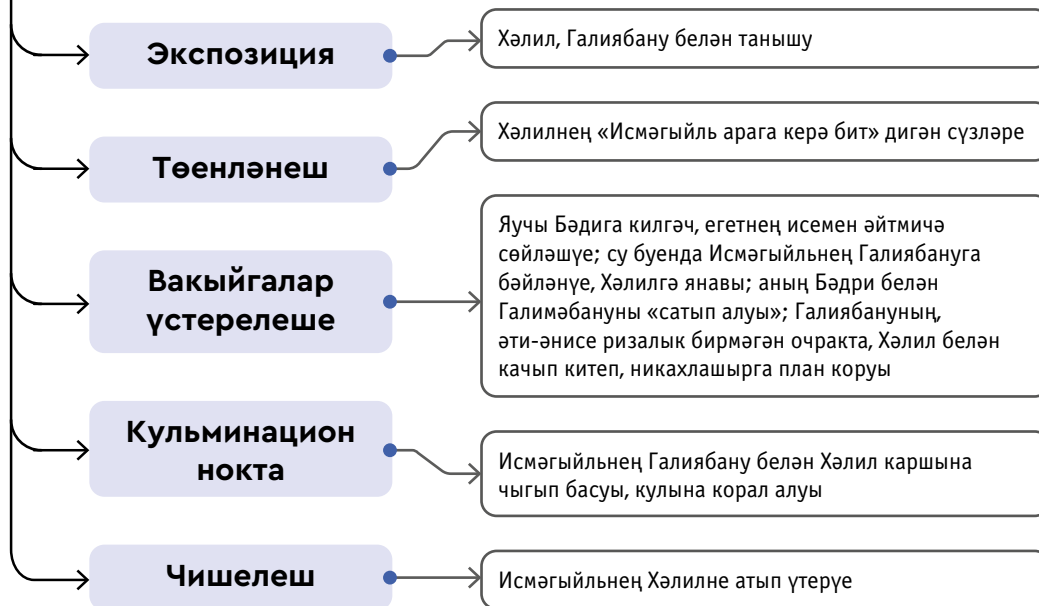 Экспозиция
Хәлил, Галиябану белән танышу
Төенләнеш
Хәлилнең «Исмәгыйль арага керә бит» дигән сүзләре
Вакыйгалар
үстерелеше
Яучы Бәдига килгәч, егетнең исемен әйтмичә
сөйләшүе; су буенда Исмәгыйльнең Галиябануга
бәйләнүе, Хәлилгә янавы; аның Бәдри белән
Галимәбануны «сатып алуы»; Галиябануның,
әти-әнисе ризалык бирмәгән очракта, Хәлил белән
качып китеп, никахлашырга план коруы
Кульминацион
нокта
Исмәгыйльнең Галиябану белән Хәлил каршына
чыгып басуы, кулына корал алуы
Чишелеш
Исмәгыйльнең Хәлилне атып үтерүе